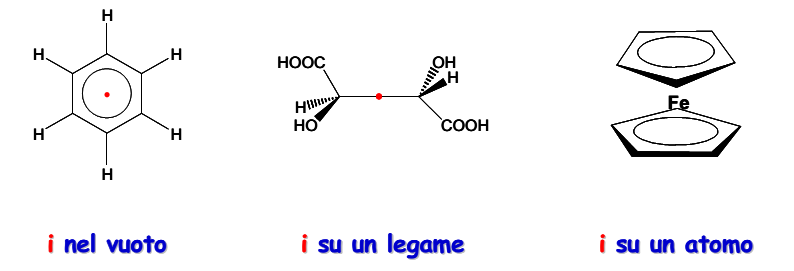 H
H
H
H
H
H
HOOC
OH
H
H
HO
COOH
Fe
i nel vuoto
i su un legame
i su un atomo